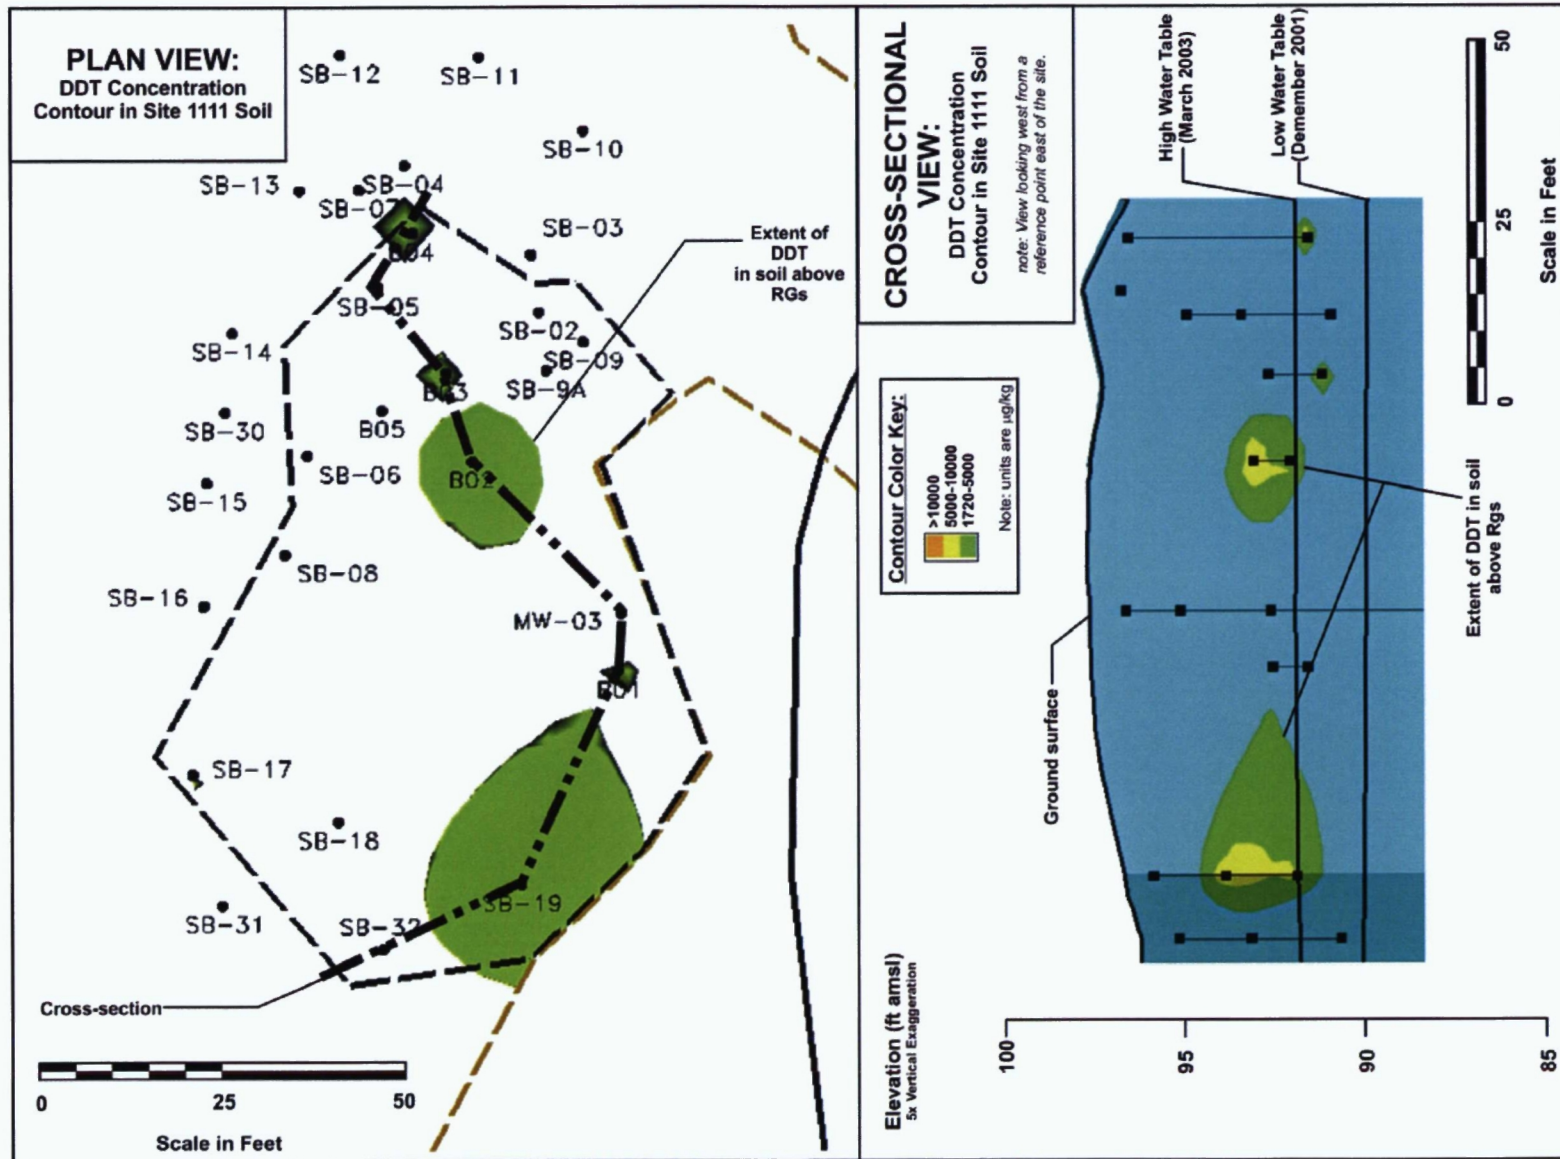 PLAN VIEW:
DDT Concentration
Contour in Site 1111 Soil
SB-12
SB-11
SB-10
SB-13
SB-04
SB-07
B04
SB-03
Extent of
DDT
in soil above
RGs
SB-05
SB-02
SB-14
SB-09
SB-9A
B03
SB-30
B05
SB-06
B02
SB-15
SB-08
SB-16
MW-03
B01
SB-17
SB-18
SB-19
SB-31
SB-32
Cross-section
0 25 50
Scale in Feet
CROSS-SECTIONAL
VIEW:
DDT Concentration
Contour in Site 1111 Soil
note: View looking west from a
reference point east of the site.
High Water Table
(March 2003)
Low Water Table
(Demember 2001)
50
25
0
Scale in Feet
Contour Color Key:
>10000
5000-10000
1720-5000
Note: units are µg/kg
Ground surface
Extent of DDT in soil
above Rgs
Elevation (ft amsl)
5x Vertical Exaggeration
100
95
90
85